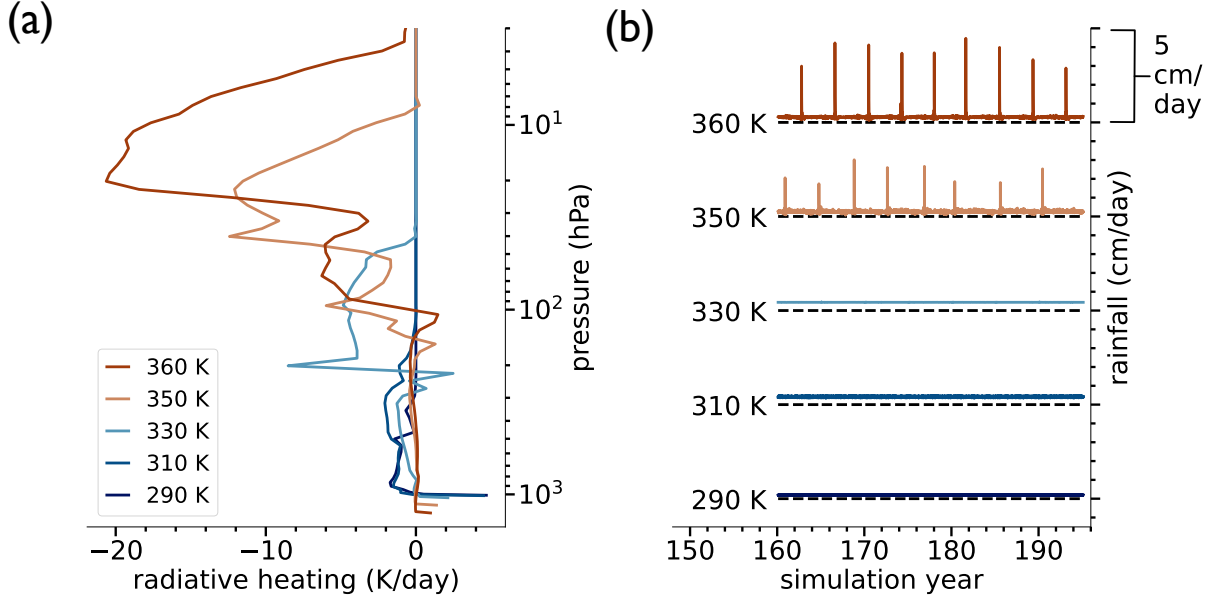 (a)
10¹
10²
10³
pressure (hPa)
360 K
350 K
330 K
310 K
290 K
−20 −10 0
radiative heating (K/day)
(b)
5
cm/
day
360 K
350 K
330 K
310 K
290 K
rainfall (cm/day)
150 160 170 180 190
simulation year